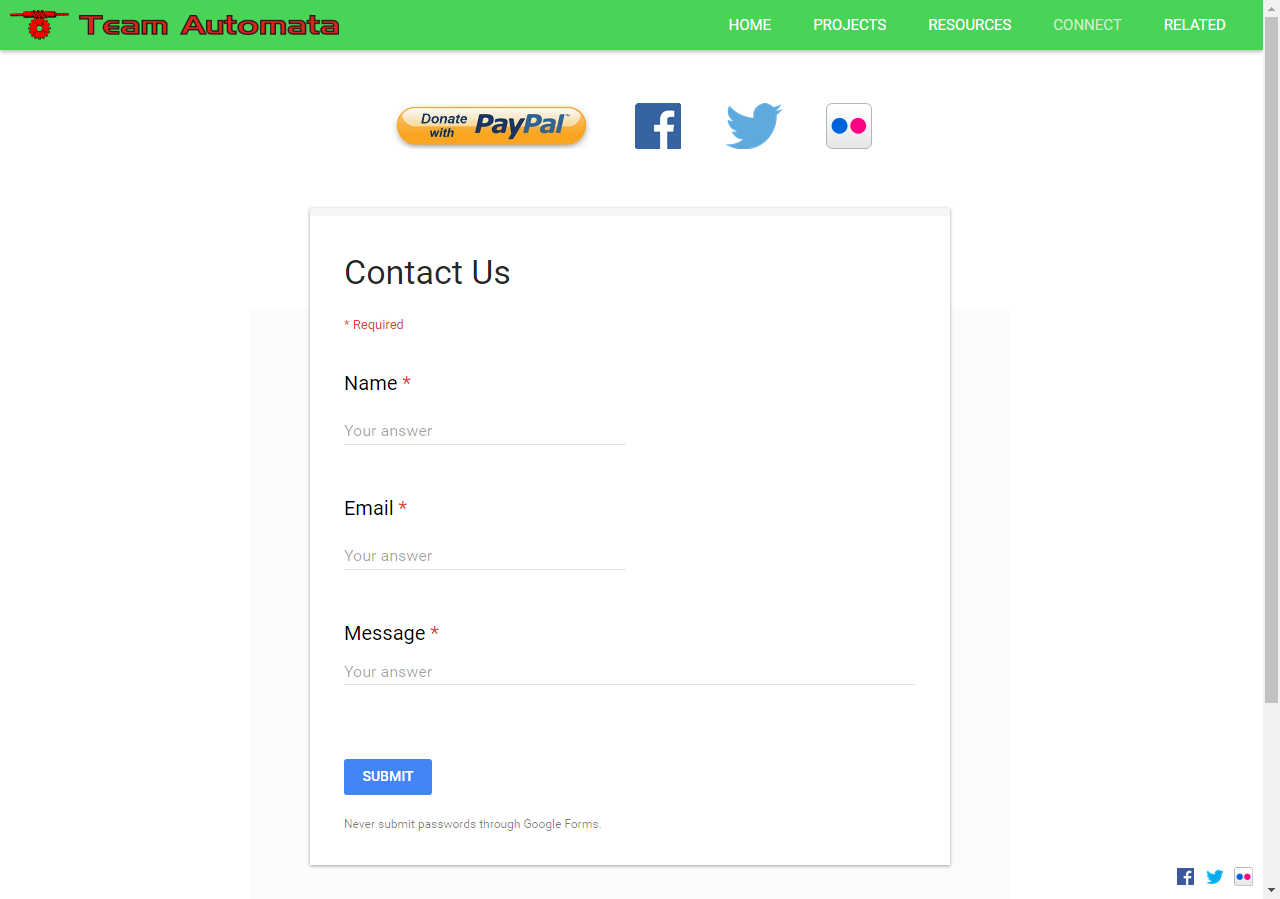 Team Automata HOME PROJECTS RESOURCES CONNECT RELATED
Donate with PayPal™
Contact Us
* Required
Name *
Your answer
Email *
Your answer
Message *
Your answer
SUBMIT
Never submit passwords through Google Forms.